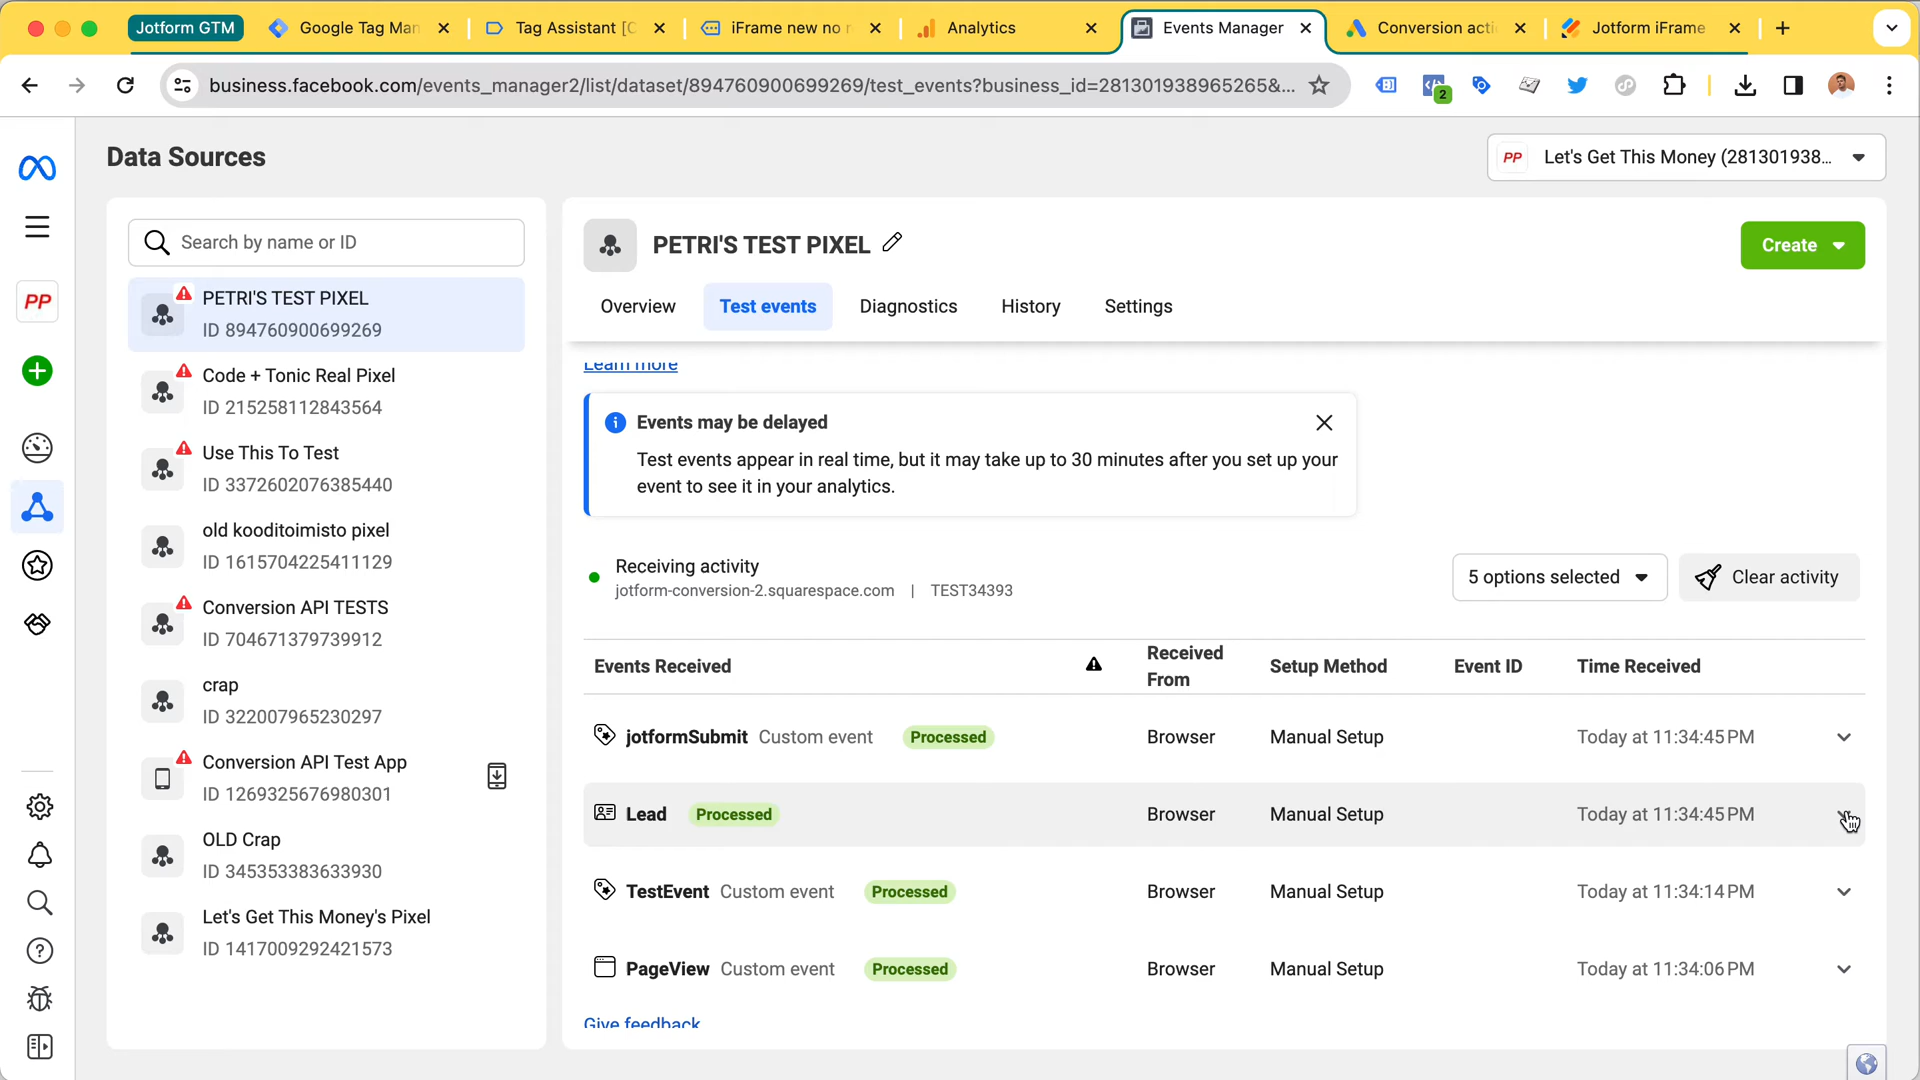 Jotform GTM
Google Tag Man
Tag Assistant [C
iFrame new no r
Analytics
Events Manager
Conversion acti
Jotform iFrame
business.facebook.com/events_manager2/list/dataset/894760900699269/test_events?business_id=281301938965265&...
2
Data Sources
PP Let's Get This Money (281301938...
Search by name or ID
PP
PETRI'S TEST PIXEL
ID 894760900699269
Code + Tonic Real Pixel
ID 215258112843564
Use This To Test
ID 3372602076385440
old kooditoimisto pixel
ID 1615704225411129
Conversion API TESTS
ID 704671379739912
crap
ID 322007965230297
Conversion API Test App
ID 1269325676980301
OLD Crap
ID 345353383633930
Let's Get This Money's Pixel
ID 1417009292421573
PETRI'S TEST PIXEL
Create
Overview Test events Diagnostics History Settings
Learn more
Events may be delayed
Test events appear in real time, but it may take up to 30 minutes after you set up your
event to see it in your analytics.
Receiving activity
jotform-conversion-2.squarespace.com | TEST34393
5 options selected
Clear activity
Events Received Received From Setup Method Event ID Time Received
jotformSubmit Custom event Processed Browser Manual Setup Today at 11:34:45 PM
Lead Processed Browser Manual Setup Today at 11:34:45 PM
TestEvent Custom event Processed Browser Manual Setup Today at 11:34:14 PM
PageView Custom event Processed Browser Manual Setup Today at 11:34:06 PM
Give feedback